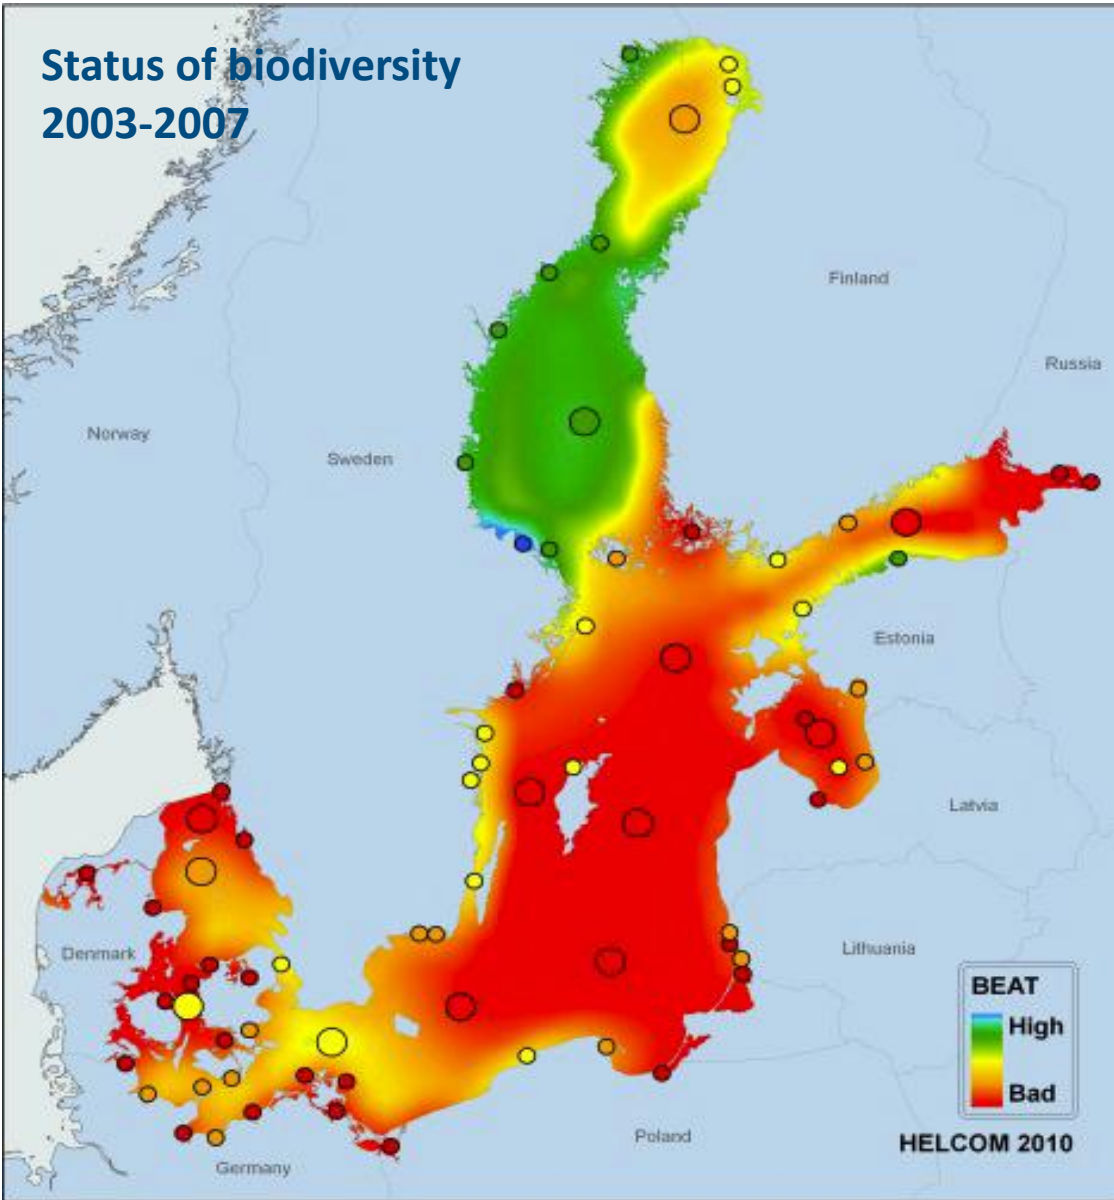 Status of biodiversity
2003-2007
Finland
Russia
Norway
Sweden
Estonia
Latvia
Denmark
Lithuania
BEAT
High
Bad
HELCOM 2010
Poland
Germany